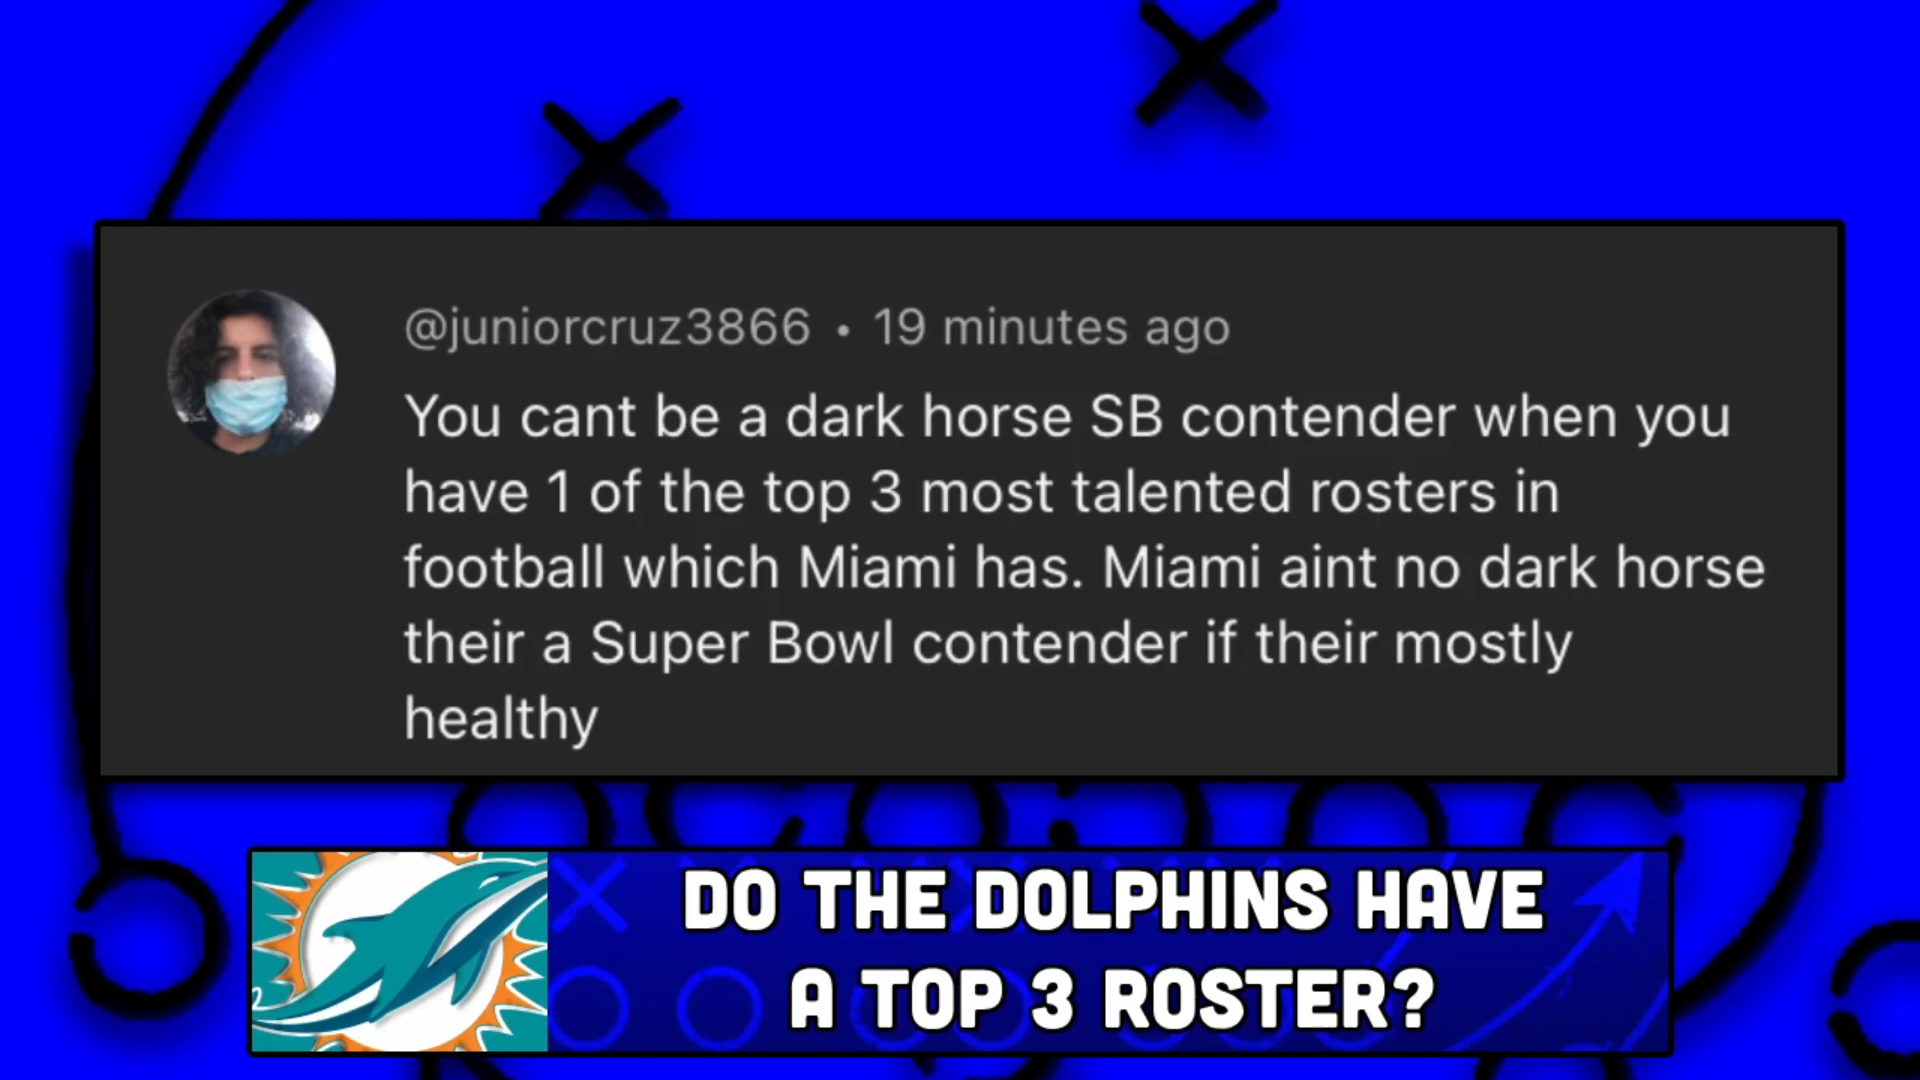 @juniorcruz3866 • 19 minutes ago
You cant be a dark horse SB contender when you
have 1 of the top 3 most talented rosters in
football which Miami has. Miami aint no dark horse
their a Super Bowl contender if their mostly
healthy
DO THE DOLPHINS HAVE
A TOP 3 ROSTER?